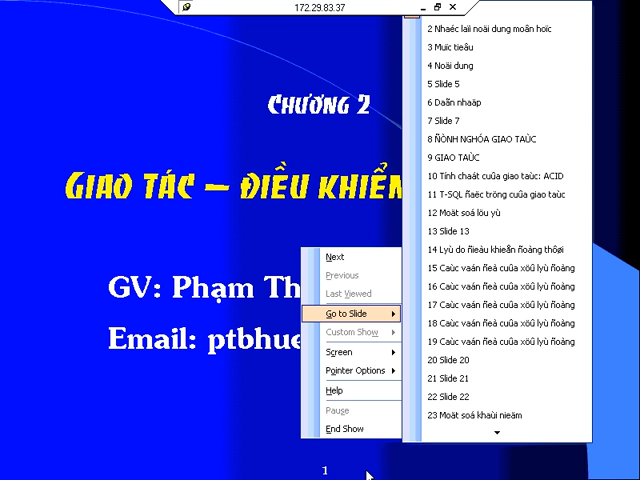 172.29.83.37
CHƯƠNG 2
GIAO TÁC – ĐIỀU KHIỂN
GV: Phạm Th
Email: ptbhue
Next
Previous
Last Viewed
Go to Slide
Custom Show
Screen
Pointer Options
Help
Pause
End Show
2 Nhaéc laïi noäi dung moân hoïc
3 Muïc tieâu
4 Noäi dung
5 Slide 5
6 Daãn nhaäp
7 Slide 7
8 ÑÒNH NGHÓA GIAO TAÙC
9 GIAO TAÙC
10 Tính chaát cuûa giao taùc: ACID
11 T-SQL ñaëc tröng cuûa giao taùc
12 Moät soá löu yù
13 Slide 13
14 Lyù do ñieàu khieån ñoàng thôøi
15 Caùc vaán ñeà cuûa xöû lyù ñoàng
16 Caùc vaán ñeà cuûa xöû lyù ñoàng
17 Caùc vaán ñeà cuûa xöû lyù ñoàng
18 Caùc vaán ñeà cuûa xöû lyù ñoàng
19 Caùc vaán ñeà cuûa xöû lyù ñoàng
20 Slide 20
21 Slide 21
22 Slide 22
23 Moät soá khaùi nieäm
1